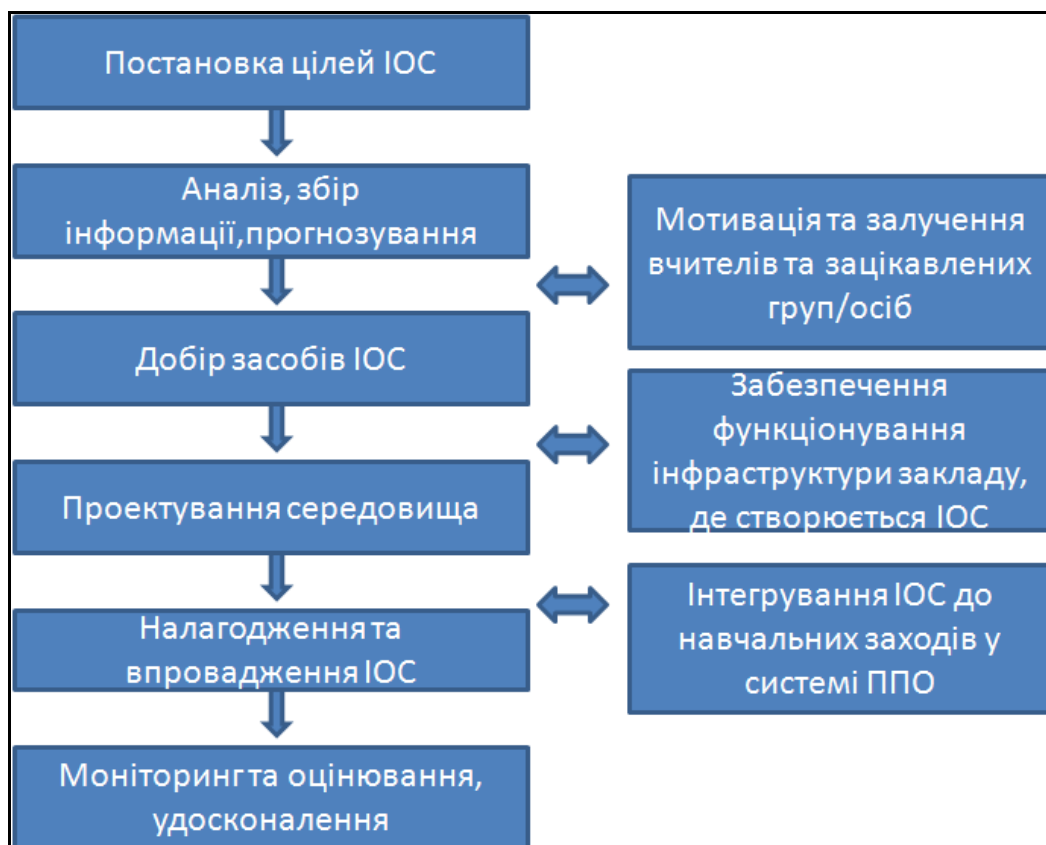 Постановка цілей ІОС
Аналіз, збір
інформації,прогнозування
Добір засобів ІОС
Проектування середовища
Налагодження та
впровадження ІОС
Моніторинг та оцінювання,
удосконалення
Мотивація та залучення
вчителів та зацікавлених
груп/осіб
Забезпечення
функціонування
інфраструктури закладу,
де створюється ІОС
Інтегрування ІОС до
навчальних заходів у
системі ППО